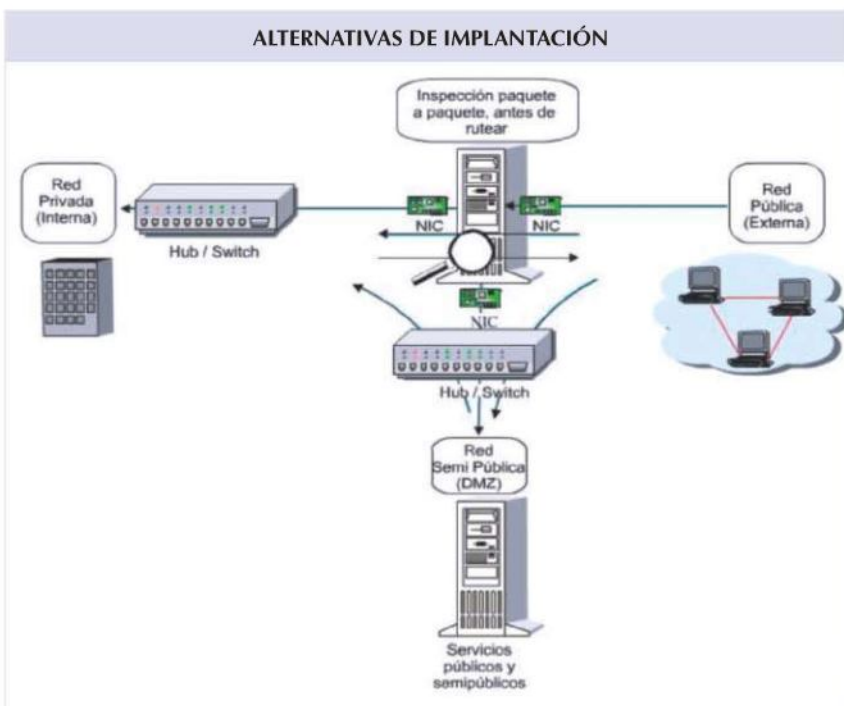 ALTERNATIVAS DE IMPLANTACIÓN
Inspección paquete
a paquete, antes de
rutear
Red
Privada
(Interna)
Hub / Switch
NIC
NIC
Red
Pública
(Externa)
NIC
Hub / Switch
Red
Semi Pública
(DMZ)
Servicios
públicos y
semipúblicos